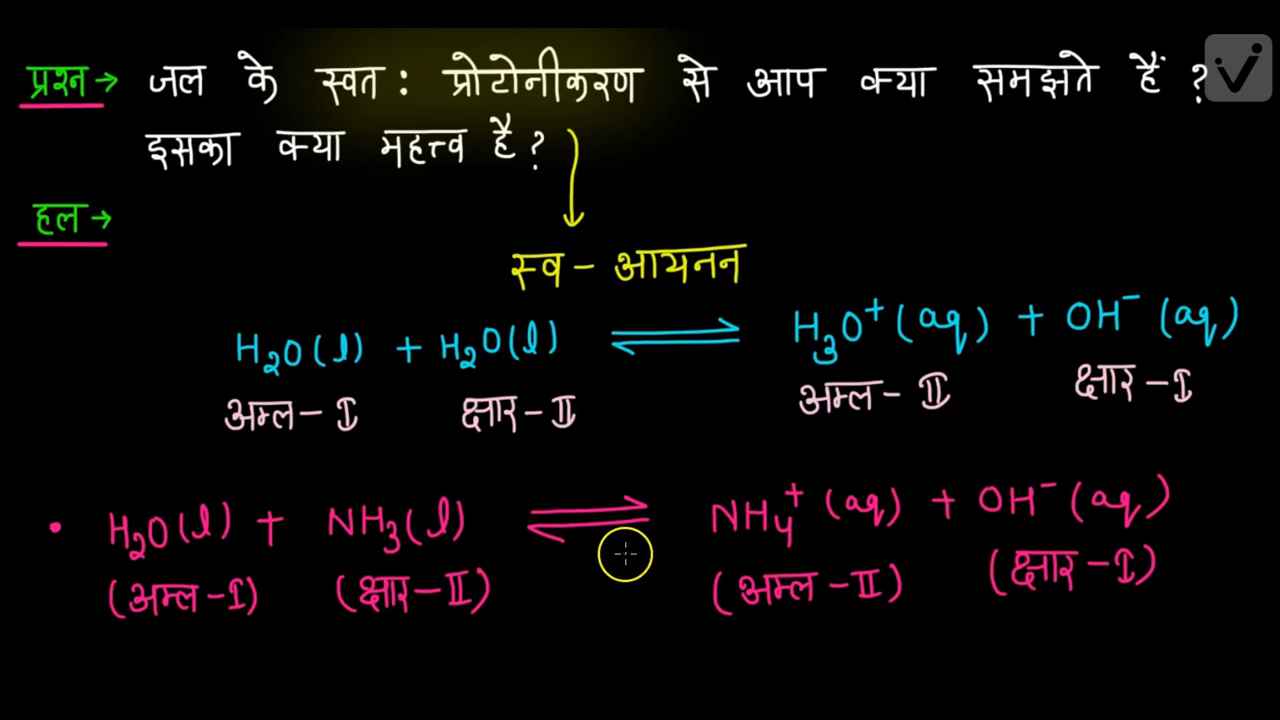 प्रश्न → जल के स्वत: प्रोटोनीकरण से आप क्या समझते हैं ?
इसका क्या महत्त्व है ?
हल →
स्व - आयनन
H₂O(l) + H₂O(l) ⇌ H₃O⁺(aq) + OH⁻(aq)
अम्ल - I क्षार - II अम्ल - II क्षार - I
• H₂O(l) + NH₃(l) ⇌ NH₄⁺(aq) + OH⁻(aq)
(अम्ल - I) (क्षार - II) (अम्ल - II) (क्षार - I)